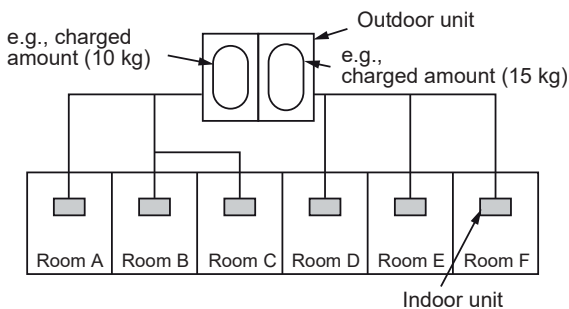 Outdoor unit
e.g., charged
amount (10 kg)
e.g.,
charged amount (15 kg)
Room A
Room B
Room C
Room D
Room E
Room F
Indoor unit